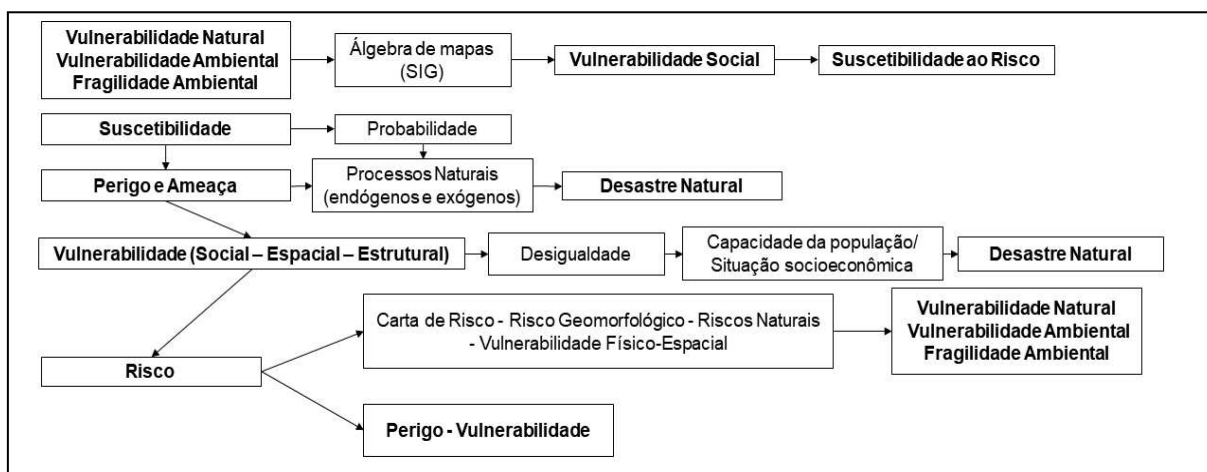 Vulnerabilidade Natural
Vulnerabilidade Ambiental
Fragilidade Ambiental
Álgebra de mapas
(SIG)
Vulnerabilidade Social
Suscetibilidade ao Risco
Suscetibilidade
Probabilidade
Perigo e Ameaça
Processos Naturais
(endógenos e exógenos)
Desastre Natural
Vulnerabilidade (Social – Espacial – Estrutural)
Desigualdade
Capacidade da população/
Situação socioeconômica
Desastre Natural
Risco
Carta de Risco - Risco Geomorfológico - Riscos Naturais
- Vulnerabilidade Físico-Espacial
Vulnerabilidade Natural
Vulnerabilidade Ambiental
Fragilidade Ambiental
Perigo - Vulnerabilidade